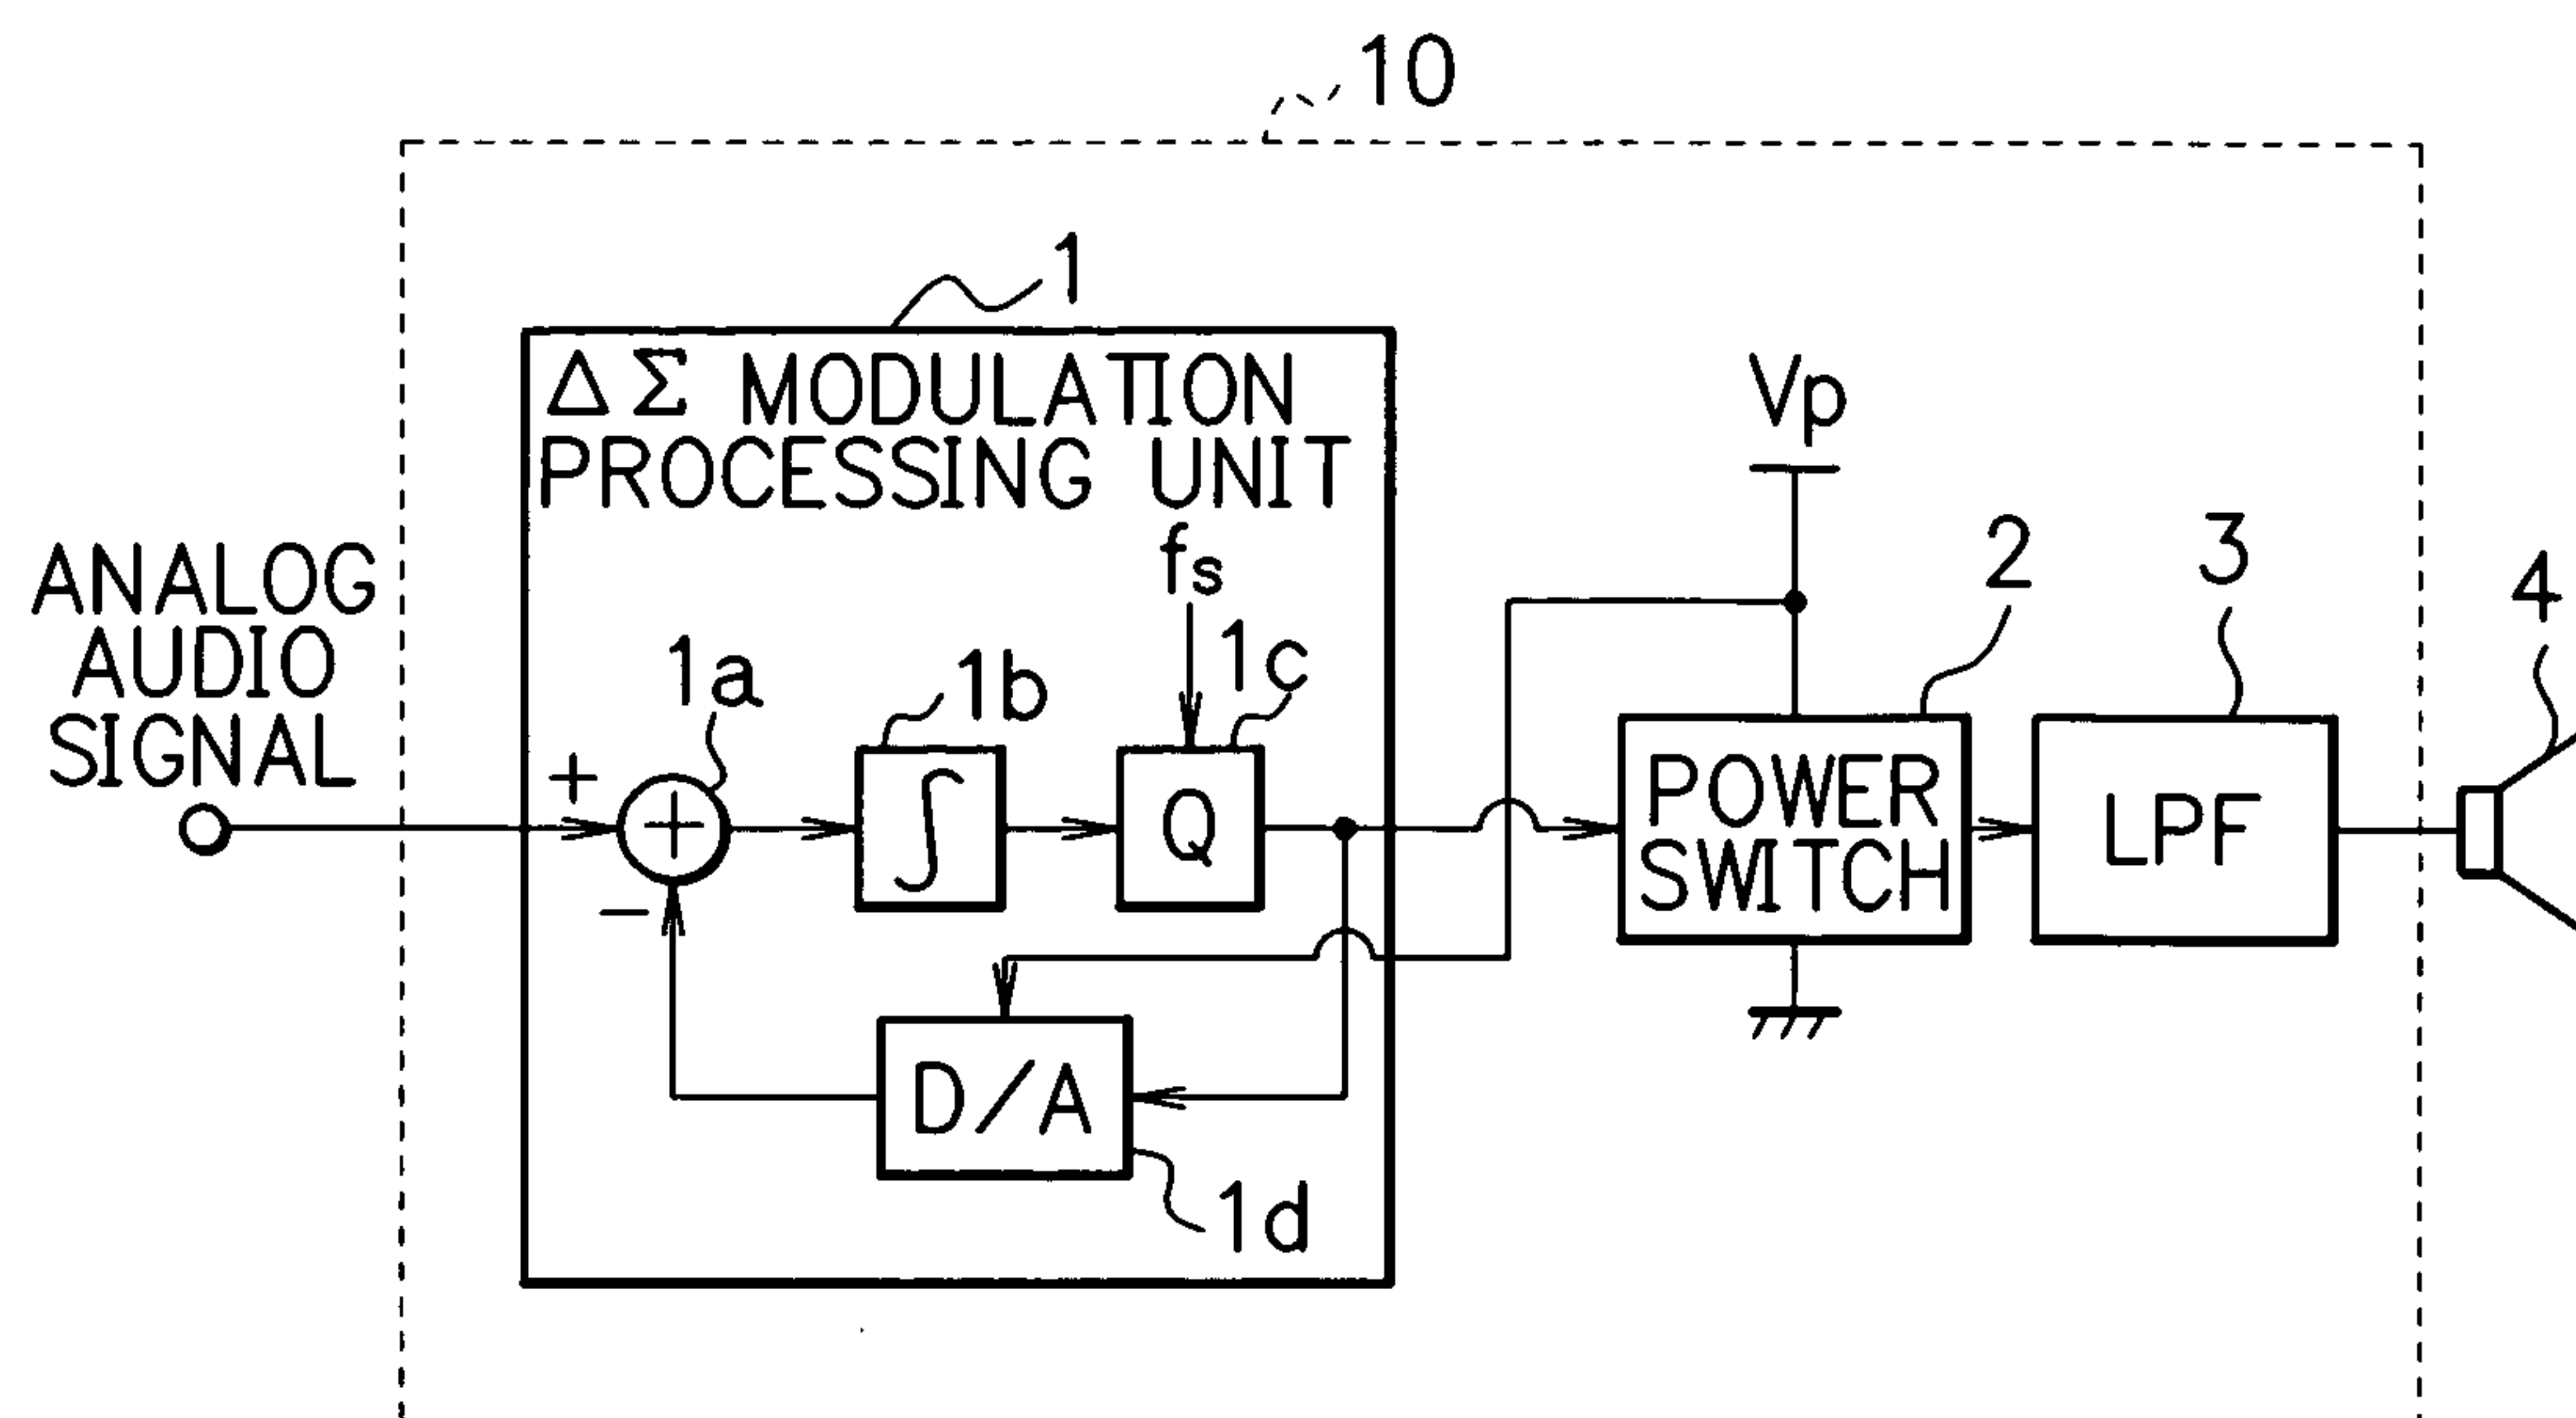 10
1
ΔΣ MODULATION
PROCESSING UNIT
Vp
fs
2
3
4
ANALOG
AUDIO
SIGNAL
1a
1b
1c
+
+
∫
Q
POWER
SWITCH
LPF
−
D/A
1d